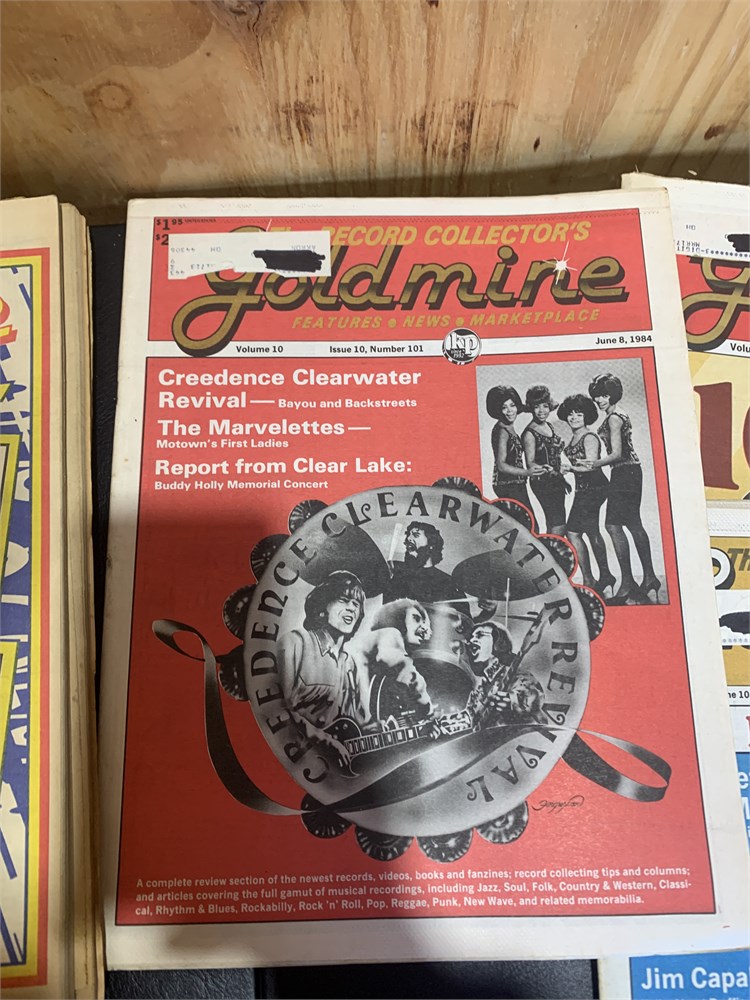 $1.95
$2
The RECORD COLLECTOR'S
Goldmine
FEATURES • NEWS • MARKETPLACE
Volume 10 Issue 10, Number 101 kp June 8, 1984
Creedence Clearwater
Revival — Bayou and Backstreets
The Marvelettes —
Motown's First Ladies
Report from Clear Lake:
Buddy Holly Memorial Concert
CREEDENCE CLEARWATER REVIVAL
A complete review section of the newest records, videos, books and fanzines; record collecting tips and columns;
and articles covering the full gamut of musical recordings, including Jazz, Soul, Folk, Country & Western, Classi-
cal, Rhythm & Blues, Rockabilly, Rock 'n' Roll, Pop, Reggae, Punk, New Wave, and related memorabilia.
Jim Capa